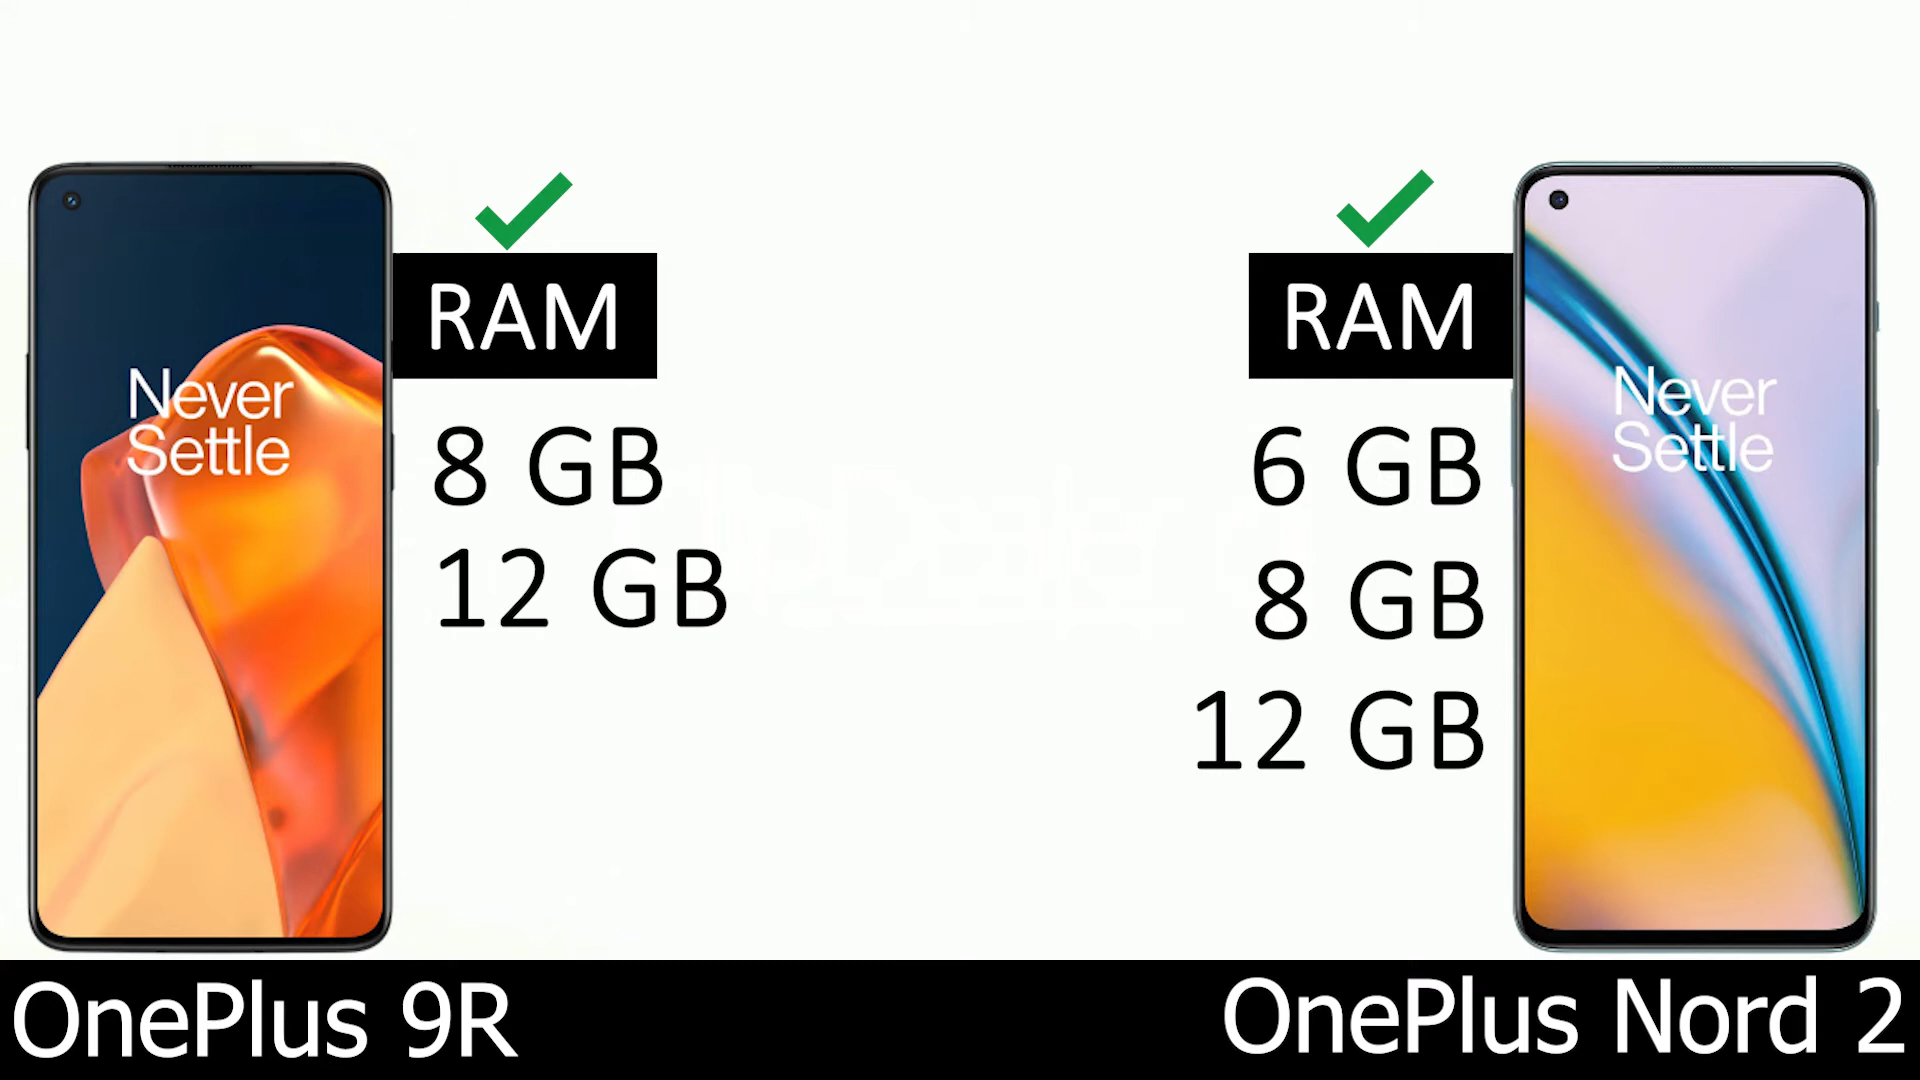 Never
Settle
RAM
8 GB
12 GB
RAM
6 GB
8 GB
12 GB
Never
Settle
OnePlus 9R
OnePlus Nord 2